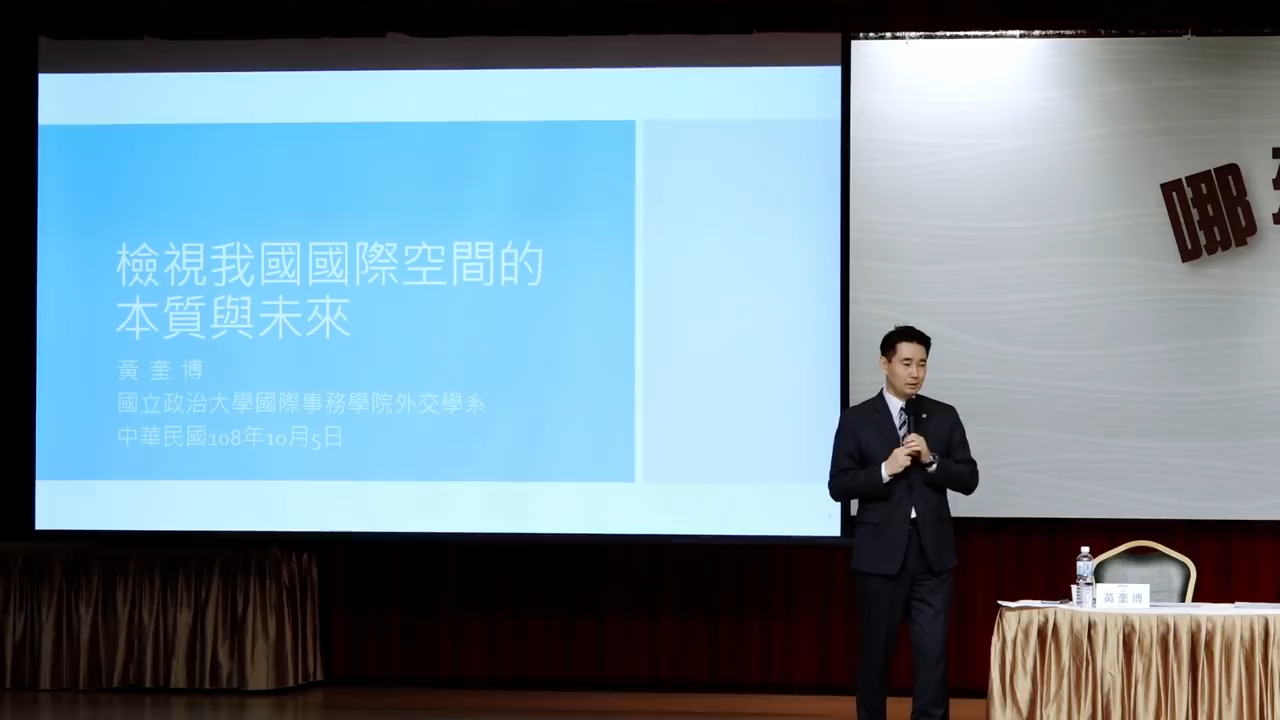 檢視我國國際空間的
本質與未來
黃奎博
國立政治大學國際事務學院外交學系
中華民國108年10月5日
哪
黃奎博